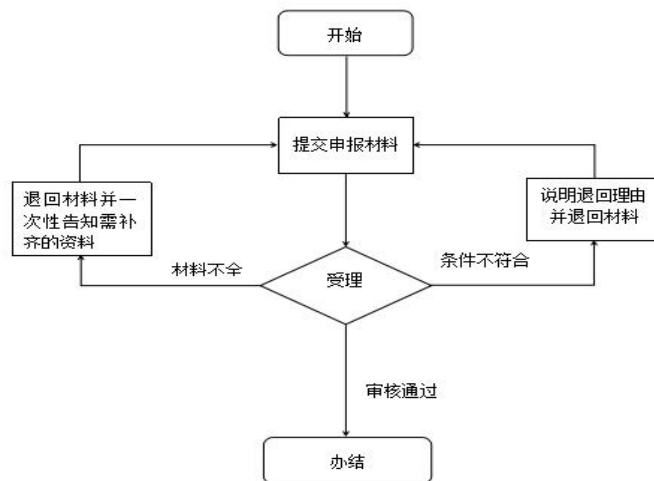 开始
提交申报材料
退回材料并一
次性告知需补
齐的资料
说明退回理由
并退回材料
材料不全
受理
条件不符合
审核通过
办结